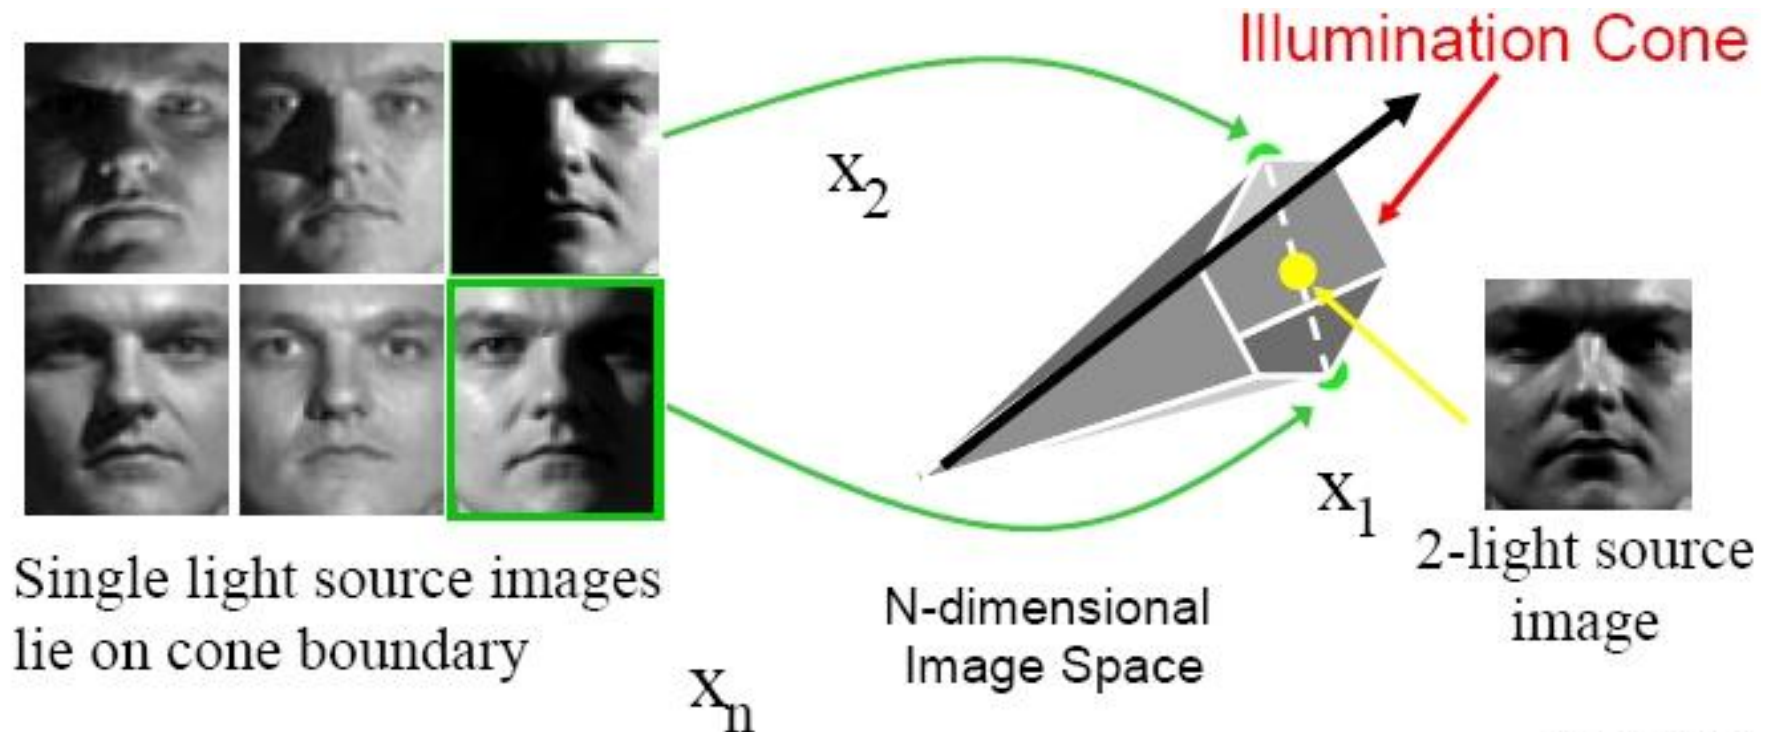 Illumination Cone
x2
x1
Single light source images
lie on cone boundary
N-dimensional
Image Space
2-light source
image
xn